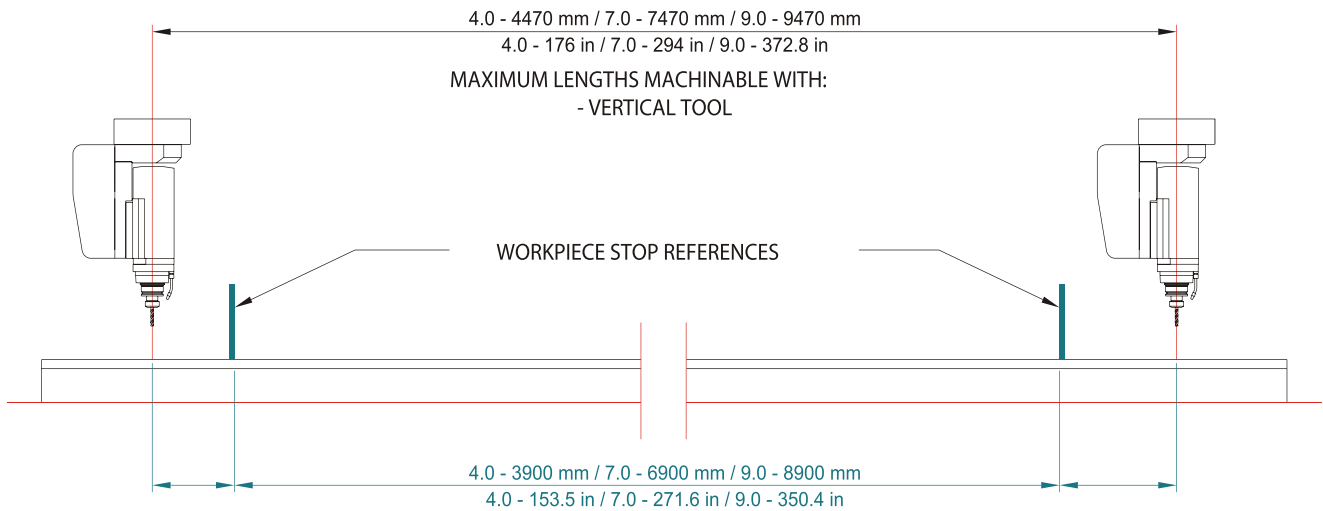 4.0 - 4470 mm / 7.0 - 7470 mm / 9.0 - 9470 mm
4.0 - 176 in / 7.0 - 294 in / 9.0 - 372.8 in
MAXIMUM LENGTHS MACHINABLE WITH:
- VERTICAL TOOL
WORKPIECE STOP REFERENCES
4.0 - 3900 mm / 7.0 - 6900 mm / 9.0 - 8900 mm
4.0 - 153.5 in / 7.0 - 271.6 in / 9.0 - 350.4 in